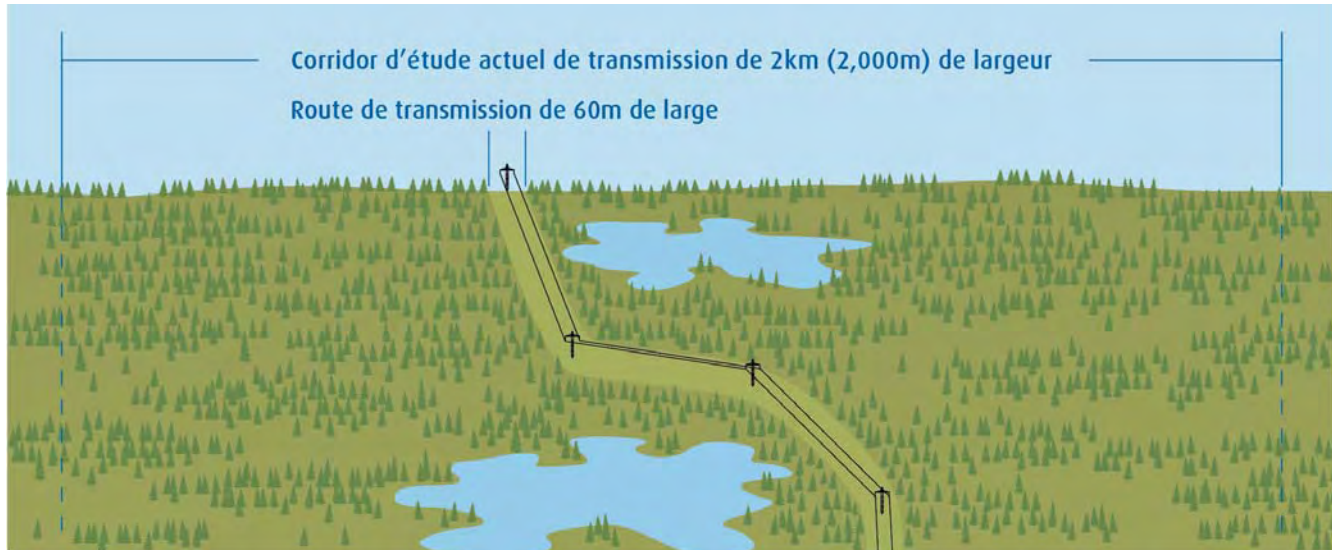 Corridor d'étude actuel de transmission de 2km (2,000m) de largeur
Route de transmission de 60m de large